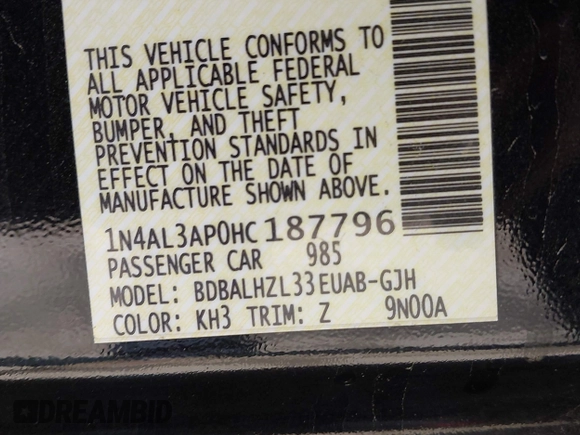 THIS VEHICLE CONFORMS TO
ALL APPLICABLE FEDERAL
MOTOR VEHICLE SAFETY,
BUMPER, AND THEFT
PREVENTION STANDARDS IN
EFFECT ON THE DATE OF
MANUFACTURE SHOWN ABOVE.
1N4AL3AP0HC187796
PASSENGER CAR 985
MODEL: BDBALHZL33EUAB-GJH
COLOR: KH3 TRIM: Z 9N00A
DREAMBID